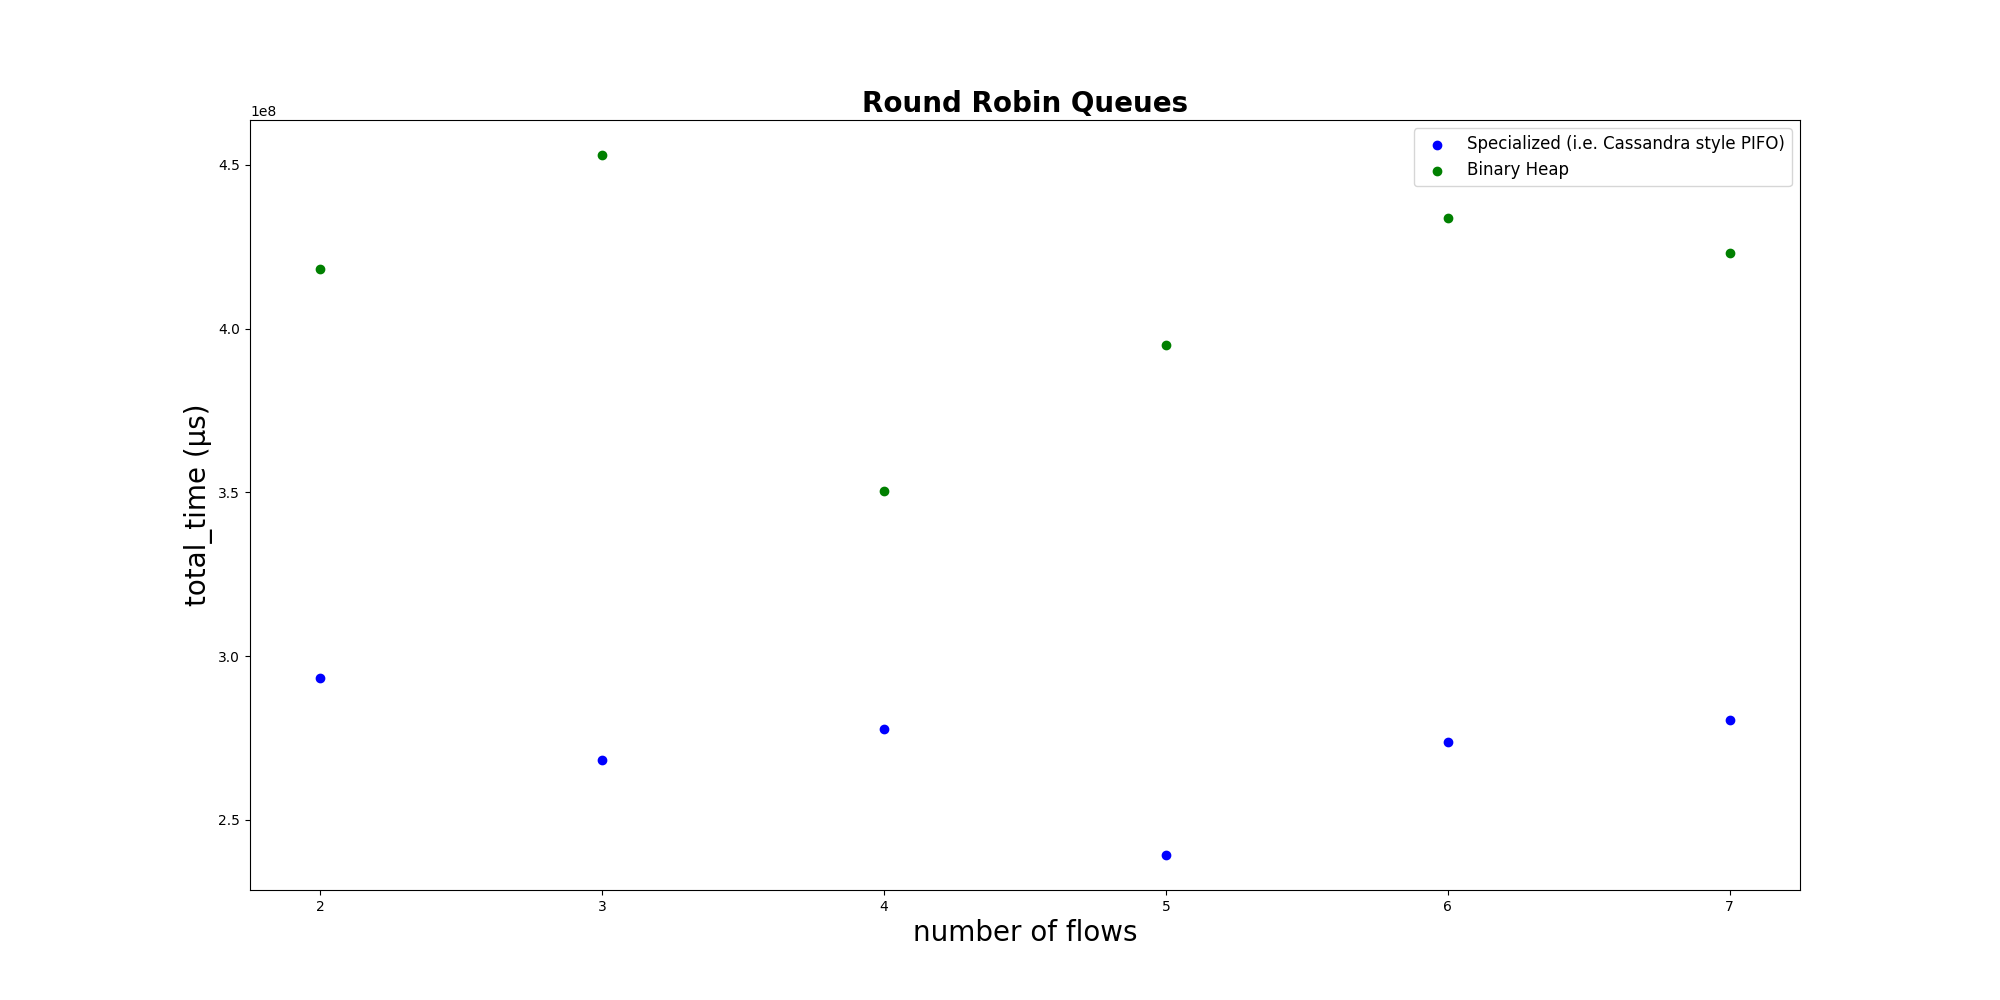 Round Robin Queues
1e8
Specialized (i.e. Cassandra style PIFO)
Binary Heap
4.5
4.0
3.5
3.0
2.5
total_time (µs)
2 3 4 5 6 7
number of flows